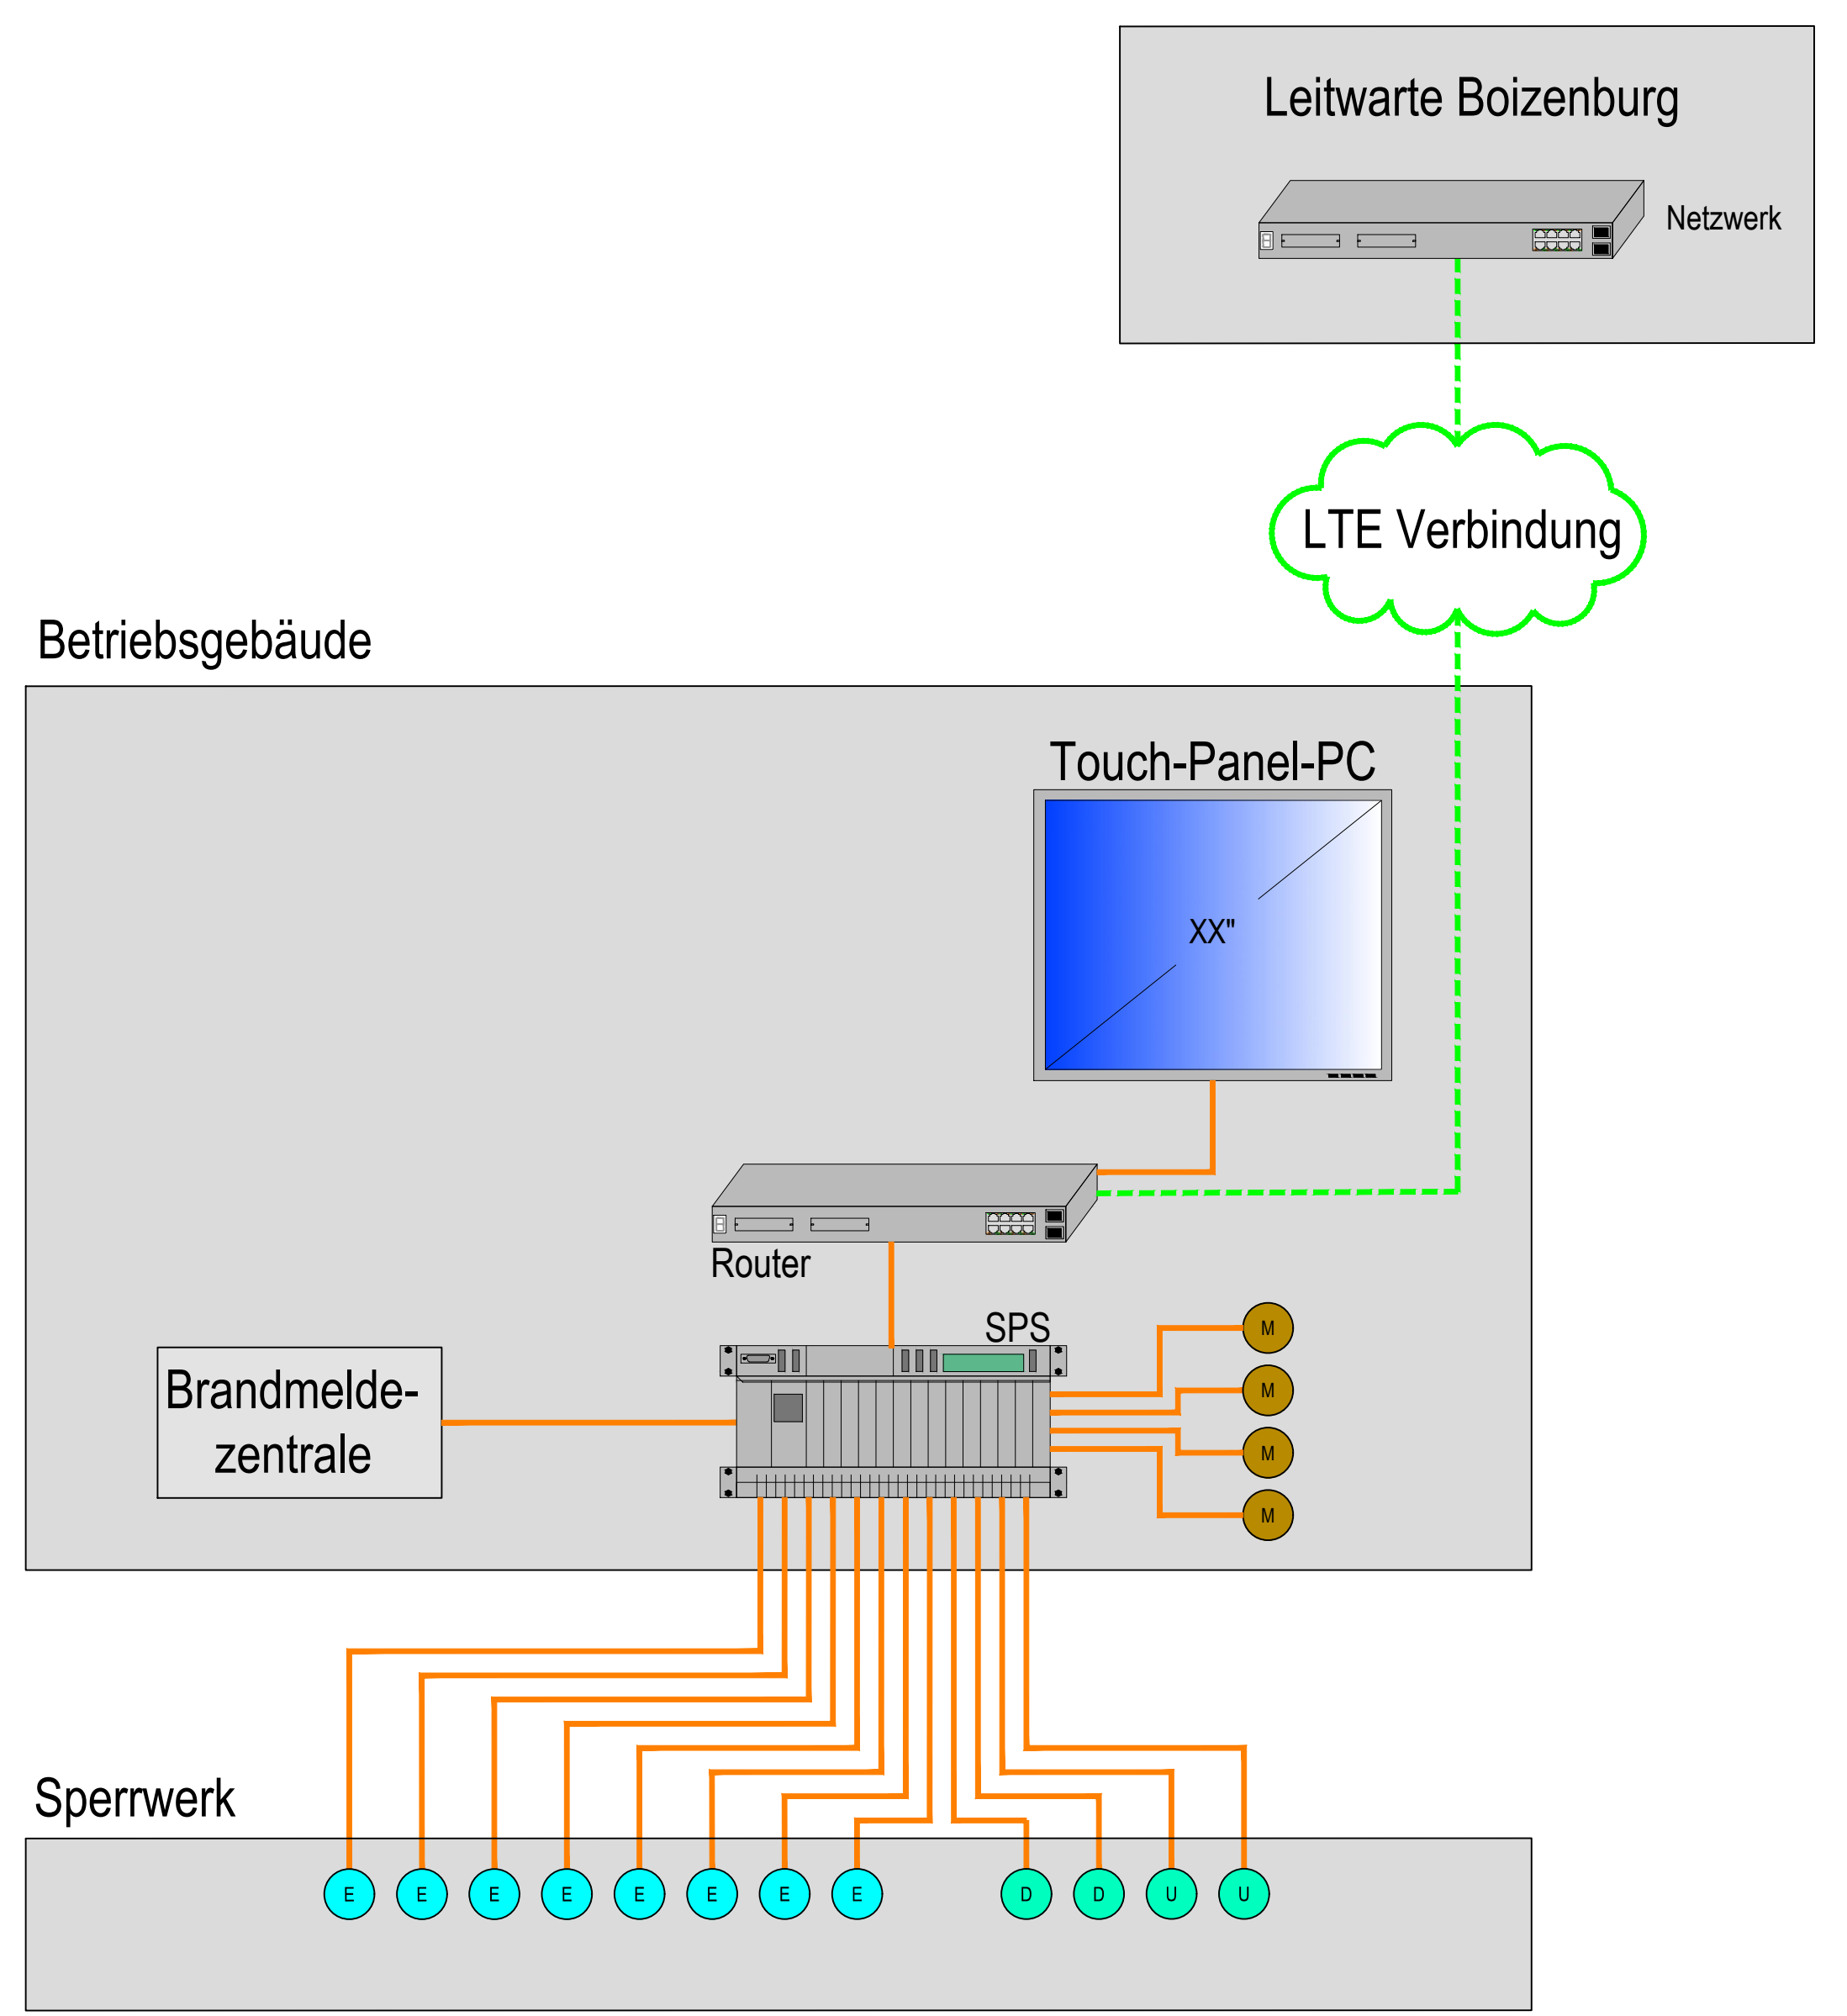 Leitwarte Boizenburg
Netzwerk
LTE Verbindung
Betriebsgebäude
Touch-Panel-PC
XX"
Router
SPS
M
Brandmelde-
zentrale
M
M
M
Sperrwerk
E E E E E E E E D D U U